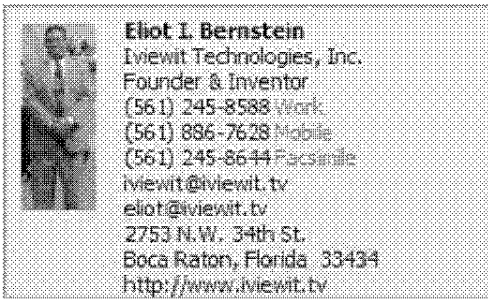 Eliot I. Bernstein
Iviewit Technologies, Inc.
Founder & Inventor
(561) 245-8588 Work
(561) 886-7628 Mobile
(561) 245-8644 Facsimile
iviewit@iviewit.tv
eliot@iviewit.tv
2753 N.W. 34th St.
Boca Raton, Florida 33434
http://www.iviewit.tv